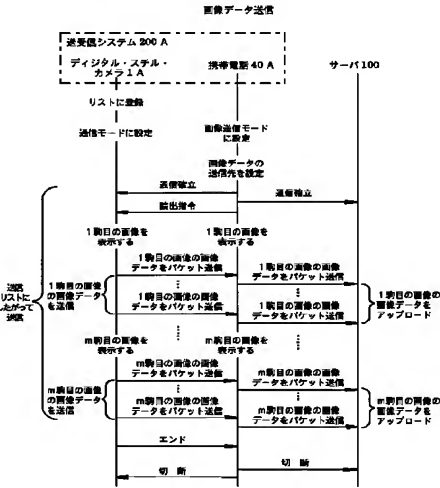 画像データ送信
送受信システム 200 A
ディジタル・スチル・
カメラ 1 A
携帯電話 40 A
サーバ 100
リストに登録
通信モードに設定
画像送信モード
に設定
画像データの
送信先を設定
通信確立
通信確立
読出指令
1駒目の画像を
表示する
1駒目の画像を
表示する
1駒目の画像の画像
データをパケット送信
1駒目の画像の画像
データをパケット送信
送信
リストに
したがって
送信
1駒目の画像
の画像データ
を送信
1駒目の画像の画像
データをパケット送信
1駒目の画像の画像
データをパケット送信
1駒目の画像の
画像データを
アップロード
m駒目の画像を
表示する
m駒目の画像を
表示する
m駒目の画像の画像
データをパケット送信
m駒目の画像の画像
データをパケット送信
m駒目の画像
の画像データ
を送信
m駒目の画像の画像
データをパケット送信
m駒目の画像の画像
データをパケット送信
m駒目の画像の
画像データを
アップロード
エンド
切 断
切 断